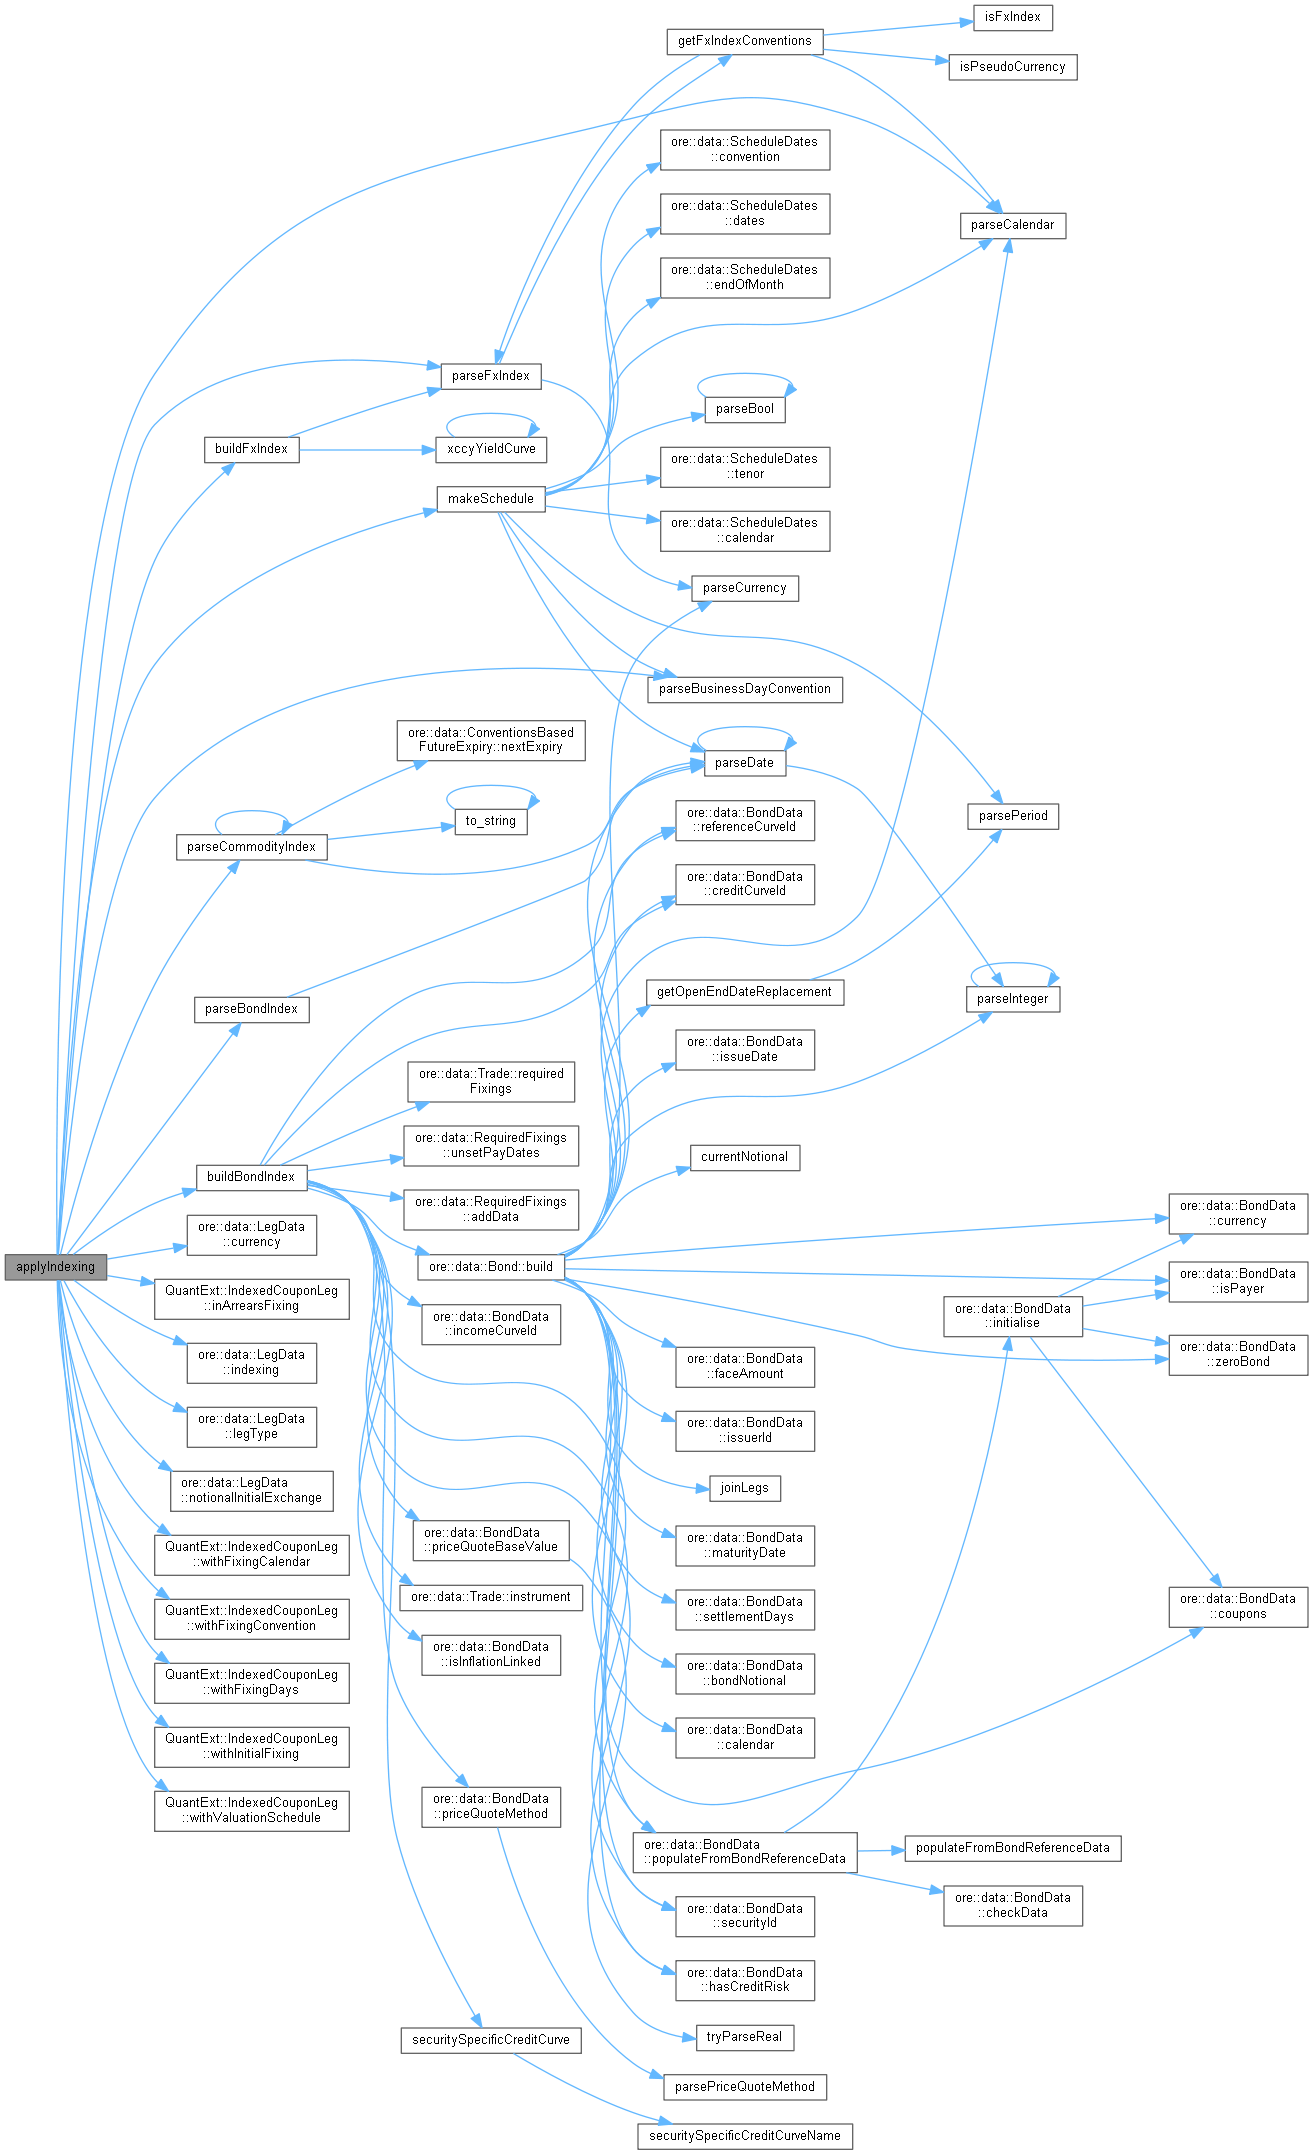 isFxIndex
getFxIndexConventions
isPseudoCurrency
ore::data::ScheduleDates
::convention
ore::data::ScheduleDates
::dates
parseCalendar
ore::data::ScheduleDates
::endOfMonth
parseFxIndex
parseBool
buildFxIndex
xccyYieldCurve
ore::data::ScheduleDates
::tenor
makeSchedule
ore::data::ScheduleDates
::calendar
parseCurrency
parseBusinessDayConvention
ore::data::ConventionsBased
FutureExpiry::nextExpiry
parseDate
to_string
ore::data::BondData
::referenceCurveId
parsePeriod
parseCommodityIndex
ore::data::BondData
::creditCurveId
getOpenEndDateReplacement
parseInteger
parseBondIndex
ore::data::BondData
::issueDate
ore::data::Trade::required
Fixings
ore::data::RequiredFixings
::unsetPayDates
currentNotional
buildBondIndex
ore::data::RequiredFixings
::addData
ore::data::BondData
::currency
ore::data::LegData
::currency
applyIndexing
ore::data::Bond::build
ore::data::BondData
::isPayer
QuantExt::IndexedCouponLeg
::inArrearsFixing
ore::data::BondData
::incomeCurveId
ore::data::BondData
::initialise
ore::data::BondData
::zeroBond
ore::data::LegData
::indexing
ore::data::BondData
::faceAmount
ore::data::LegData
::legType
ore::data::BondData
::issuerId
ore::data::LegData
::notionalInitialExchange
joinLegs
QuantExt::IndexedCouponLeg
::withFixingCalendar
ore::data::BondData
::priceQuoteBaseValue
ore::data::BondData
::maturityDate
ore::data::Trade::instrument
ore::data::BondData
::settlementDays
ore::data::BondData
::coupons
QuantExt::IndexedCouponLeg
::withFixingConvention
ore::data::BondData
::isInflationLinked
ore::data::BondData
::bondNotional
QuantExt::IndexedCouponLeg
::withFixingDays
ore::data::BondData
::calendar
QuantExt::IndexedCouponLeg
::withInitialFixing
QuantExt::IndexedCouponLeg
::withValuationSchedule
ore::data::BondData
::priceQuoteMethod
ore::data::BondData
::populateFromBondReferenceData
populateFromBondReferenceData
ore::data::BondData
::checkData
ore::data::BondData
::securityId
ore::data::BondData
::hasCreditRisk
securitySpecificCreditCurve
tryParseReal
parsePriceQuoteMethod
securitySpecificCreditCurveName